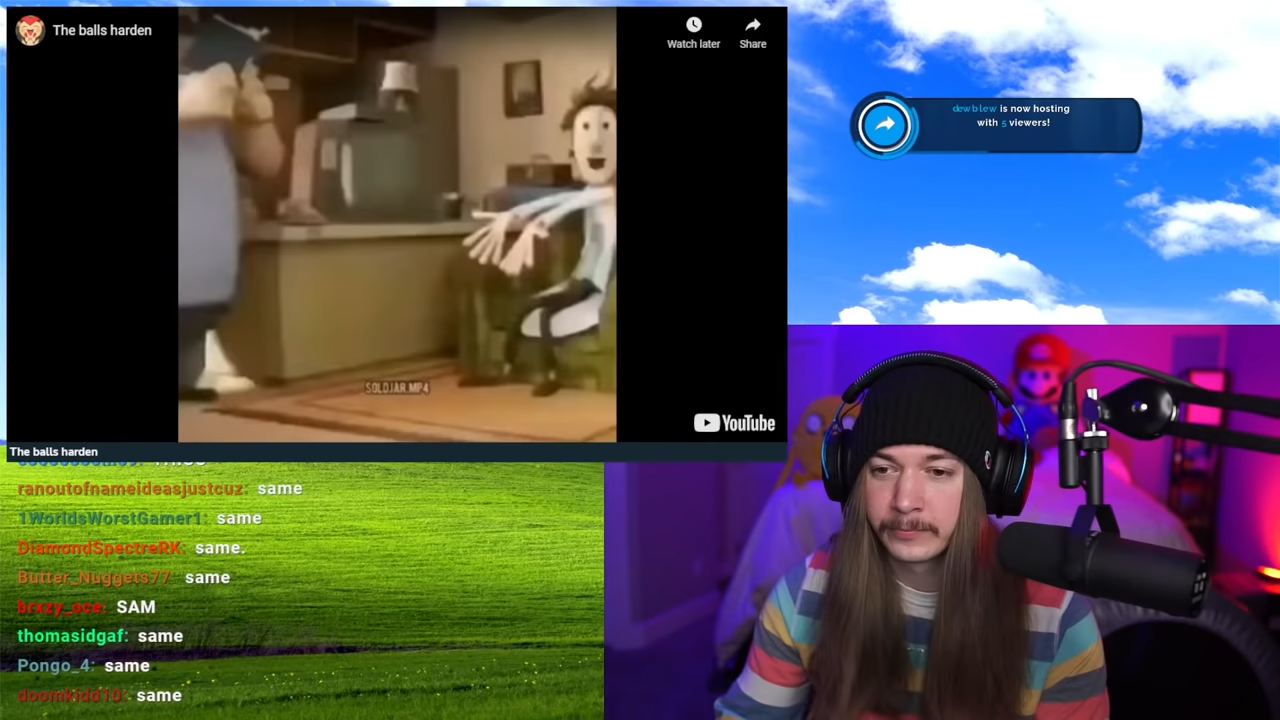 The balls harden
Watch later
Share
dewblew is now hosting
with 5 viewers!
SOLOJAR.MP4
YouTube
The balls harden
ranoutofnameideasjustcuz: same
1WorldsWorstGamer1: same
DiamondSpectreRK: same.
Butter_Nuggets77: same
brxzy_oce: SAM
thomasidgaf: same
Pongo_4: same
doomkidd10: same